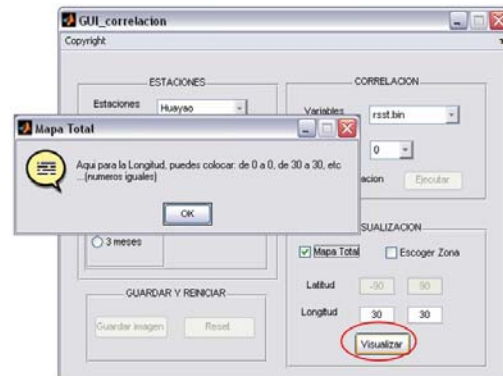 GUI_correlacion
Copyright
ESTACIONES
Estaciones Huayao
CORRELACION
Variables rsst.bin
0
Ejecutar
Mapa Total
Aqui para la Longitud, puedes colocar: de 0 a 0, de 30 a 30, etc
...(numeros iguales)
OK
3 meses
Mapa Total
Escoger Zona
Latitud -90 90
Longitud 30 30
Visualizar
GUARDAR Y REINICIAR
Guardar imagen
Reset